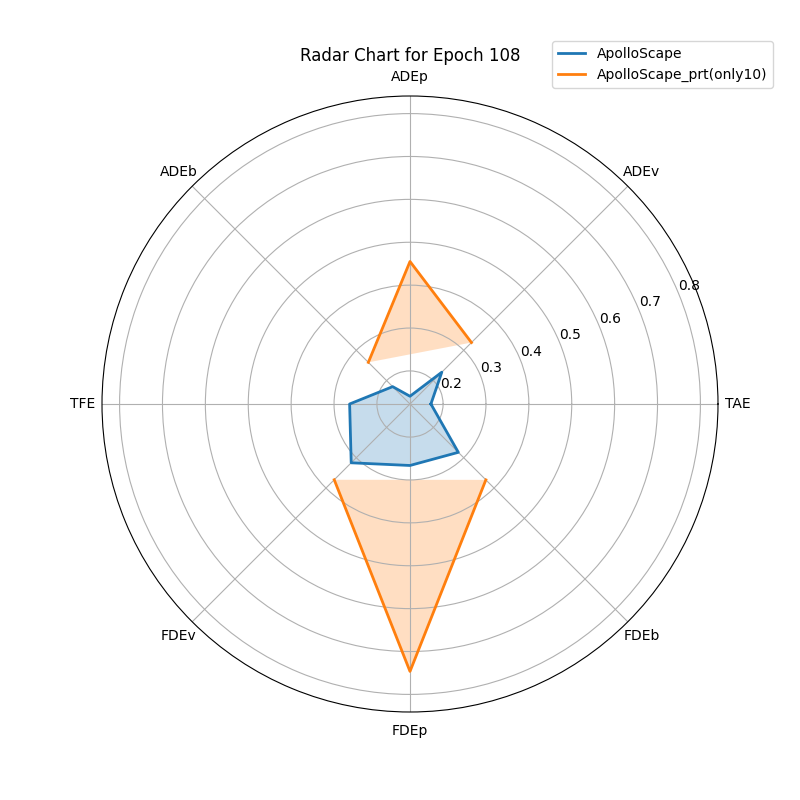 Radar Chart for Epoch 108
ApolloScape
ApolloScape_prt(only10)
ADEp
ADEb
ADEv
0.8
0.7
0.6
0.5
0.4
0.3
0.2
TFE
TAE
FDEv
FDEb
FDEp